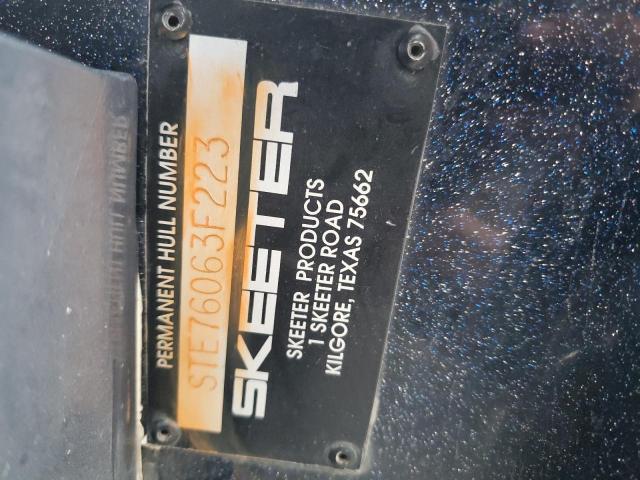 PERMANENT HULL NUMBER
STE76063F223
SKEETER
SKEETER PRODUCTS
1 SKEETER ROAD
KILGORE, TEXAS 75662